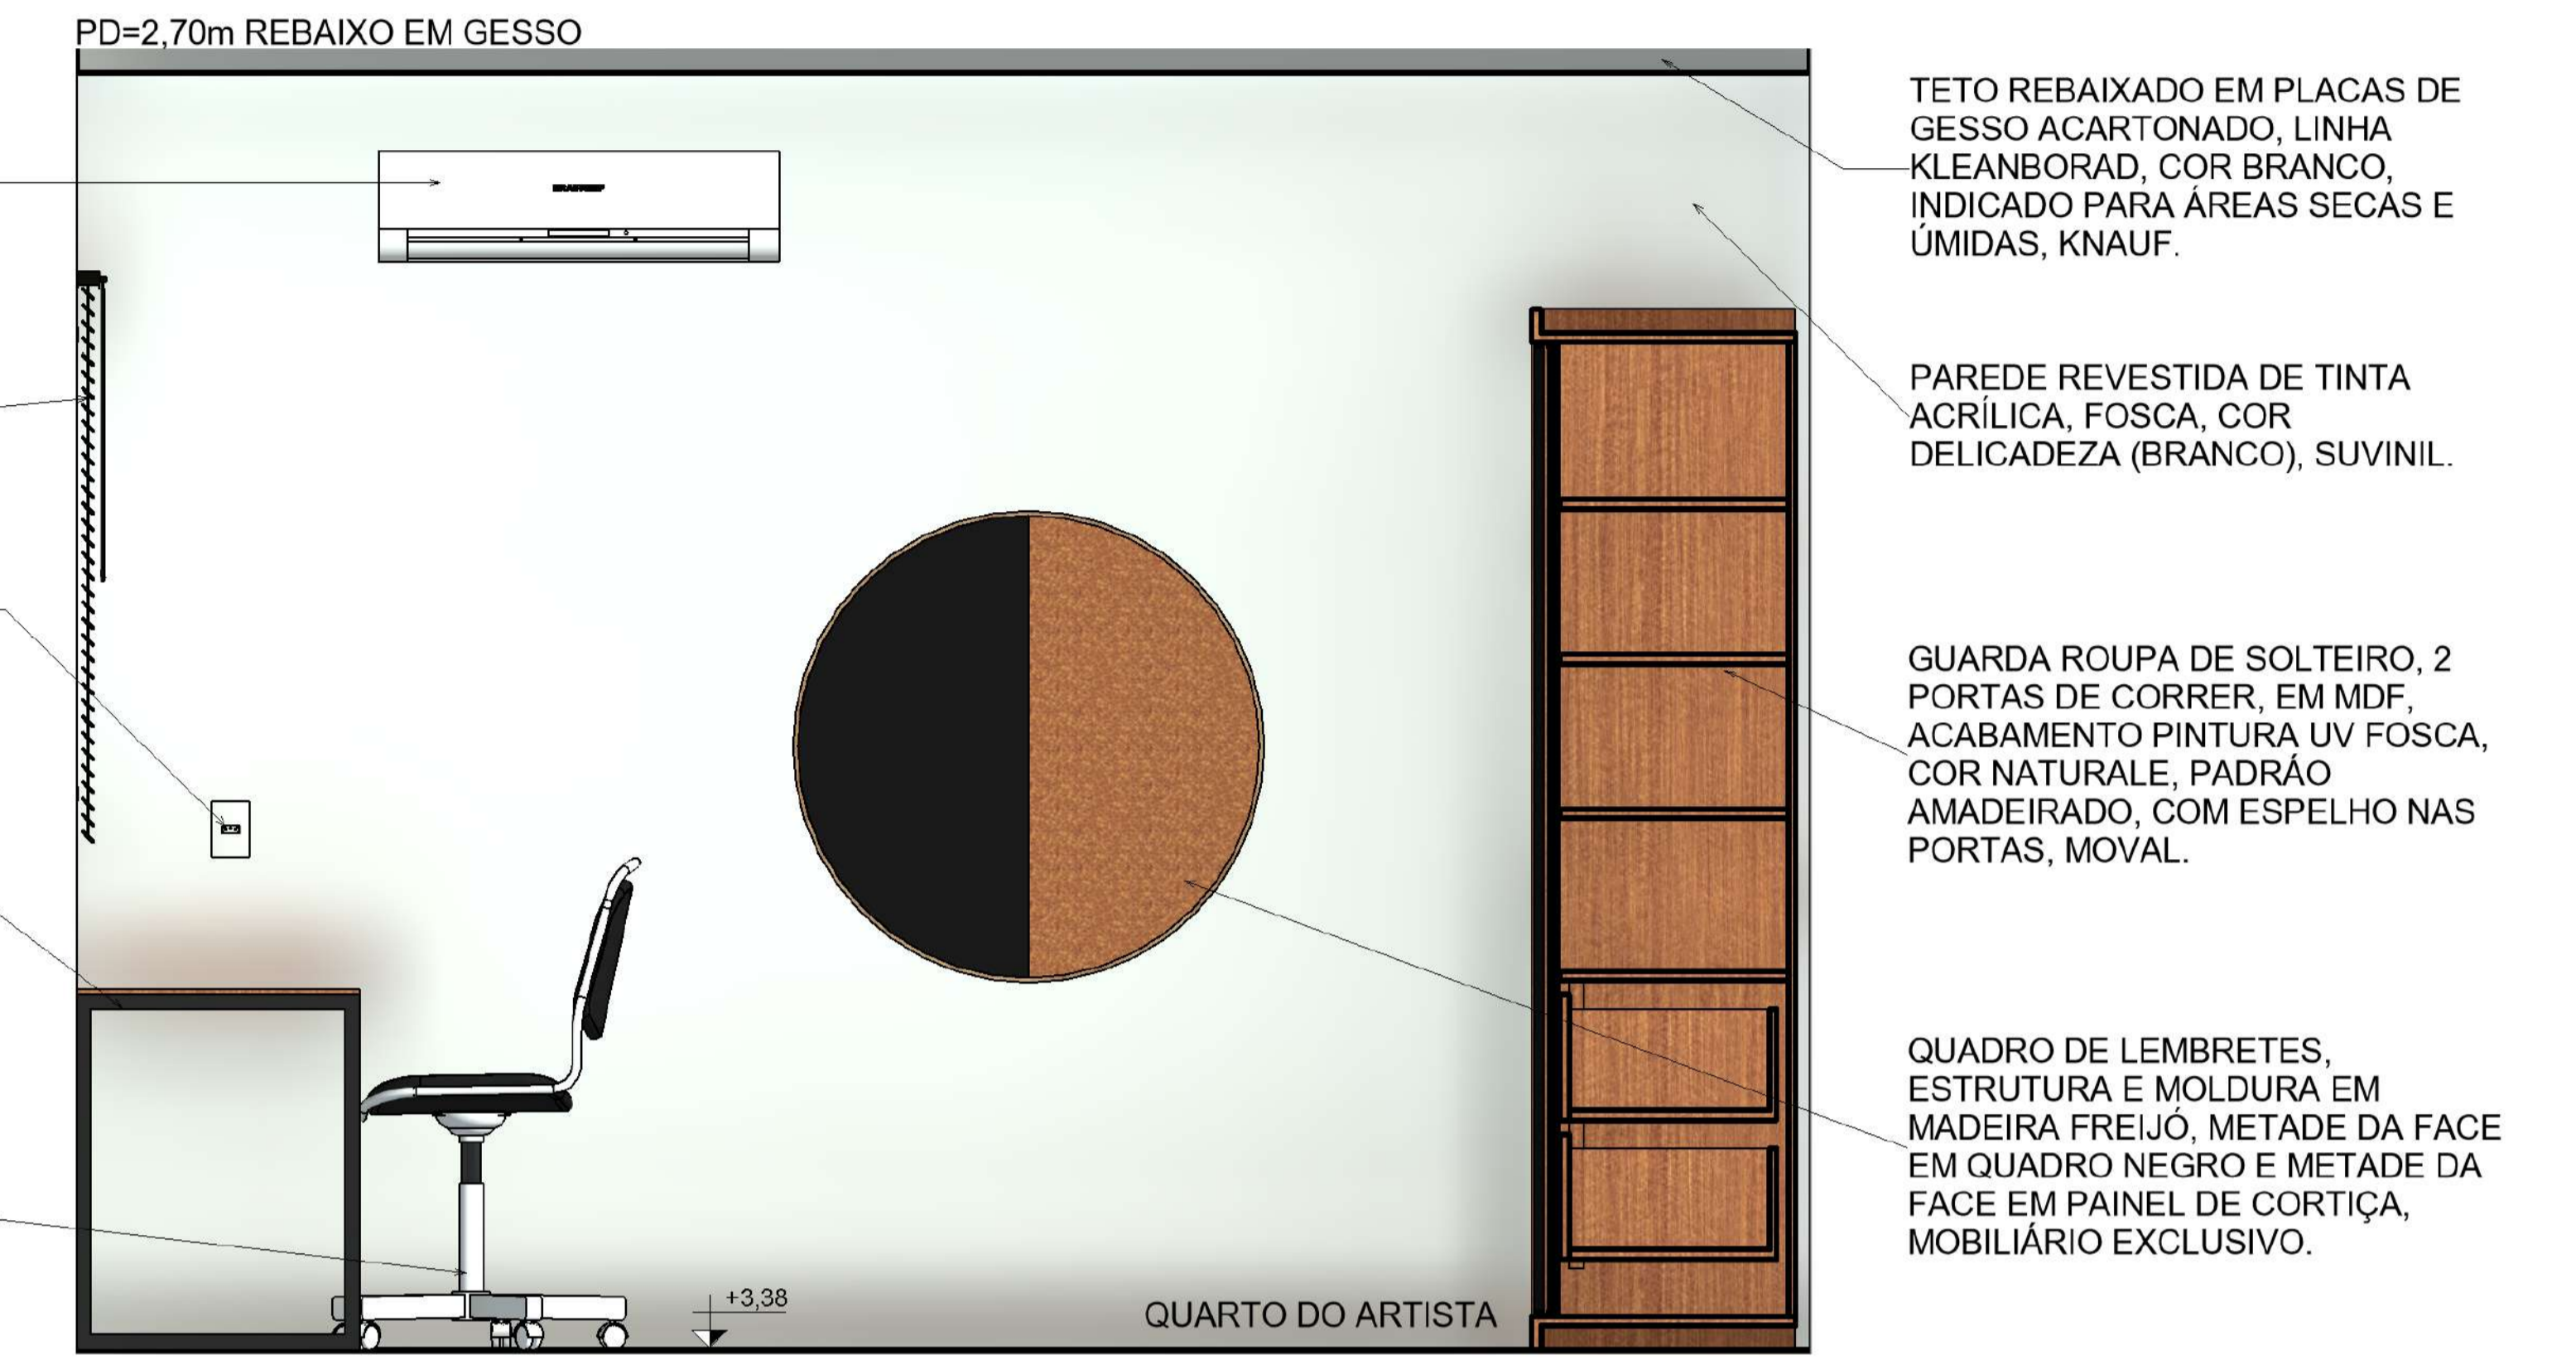 PD=2,70m REBAIXO EM GESSO
TETO REBAIXADO EM PLACAS DE
GESSO ACARTONADO, LINHA
KLEANBORAD, COR BRANCO,
INDICADO PARA ÁREAS SECAS E
ÚMIDAS, KNAUF.
PAREDE REVESTIDA DE TINTA
ACRÍLICA, FOSCA, COR
DELICADEZA (BRANCO), SUVINIL.
GUARDA ROUPA DE SOLTEIRO, 2
PORTAS DE CORRER, EM MDF,
ACABAMENTO PINTURA UV FOSCA,
COR NATURALE, PADRÁO
AMADEIRADO, COM ESPELHO NAS
PORTAS, MOVAL.
QUADRO DE LEMBRETES,
ESTRUTURA E MOLDURA EM
MADEIRA FREIJÓ, METADE DA FACE
EM QUADRO NEGRO E METADE DA
FACE EM PAINEL DE CORTIÇA,
MOBILIÁRIO EXCLUSIVO.
+3,38
QUARTO DO ARTISTA